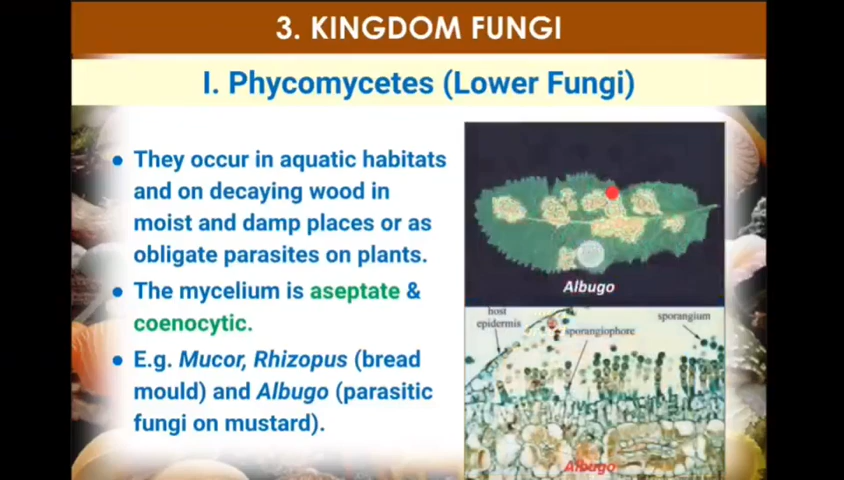 3. KINGDOM FUNGI
I. Phycomycetes (Lower Fungi)
• They occur in aquatic habitats
and on decaying wood in
moist and damp places or as
obligate parasites on plants.
• The mycelium is aseptate &
coenocytic.
• E.g. Mucor, Rhizopus (bread
mould) and Albugo (parasitic
fungi on mustard).
Albugo
host
epidermis
sporangiophore
sporangium
Albugo